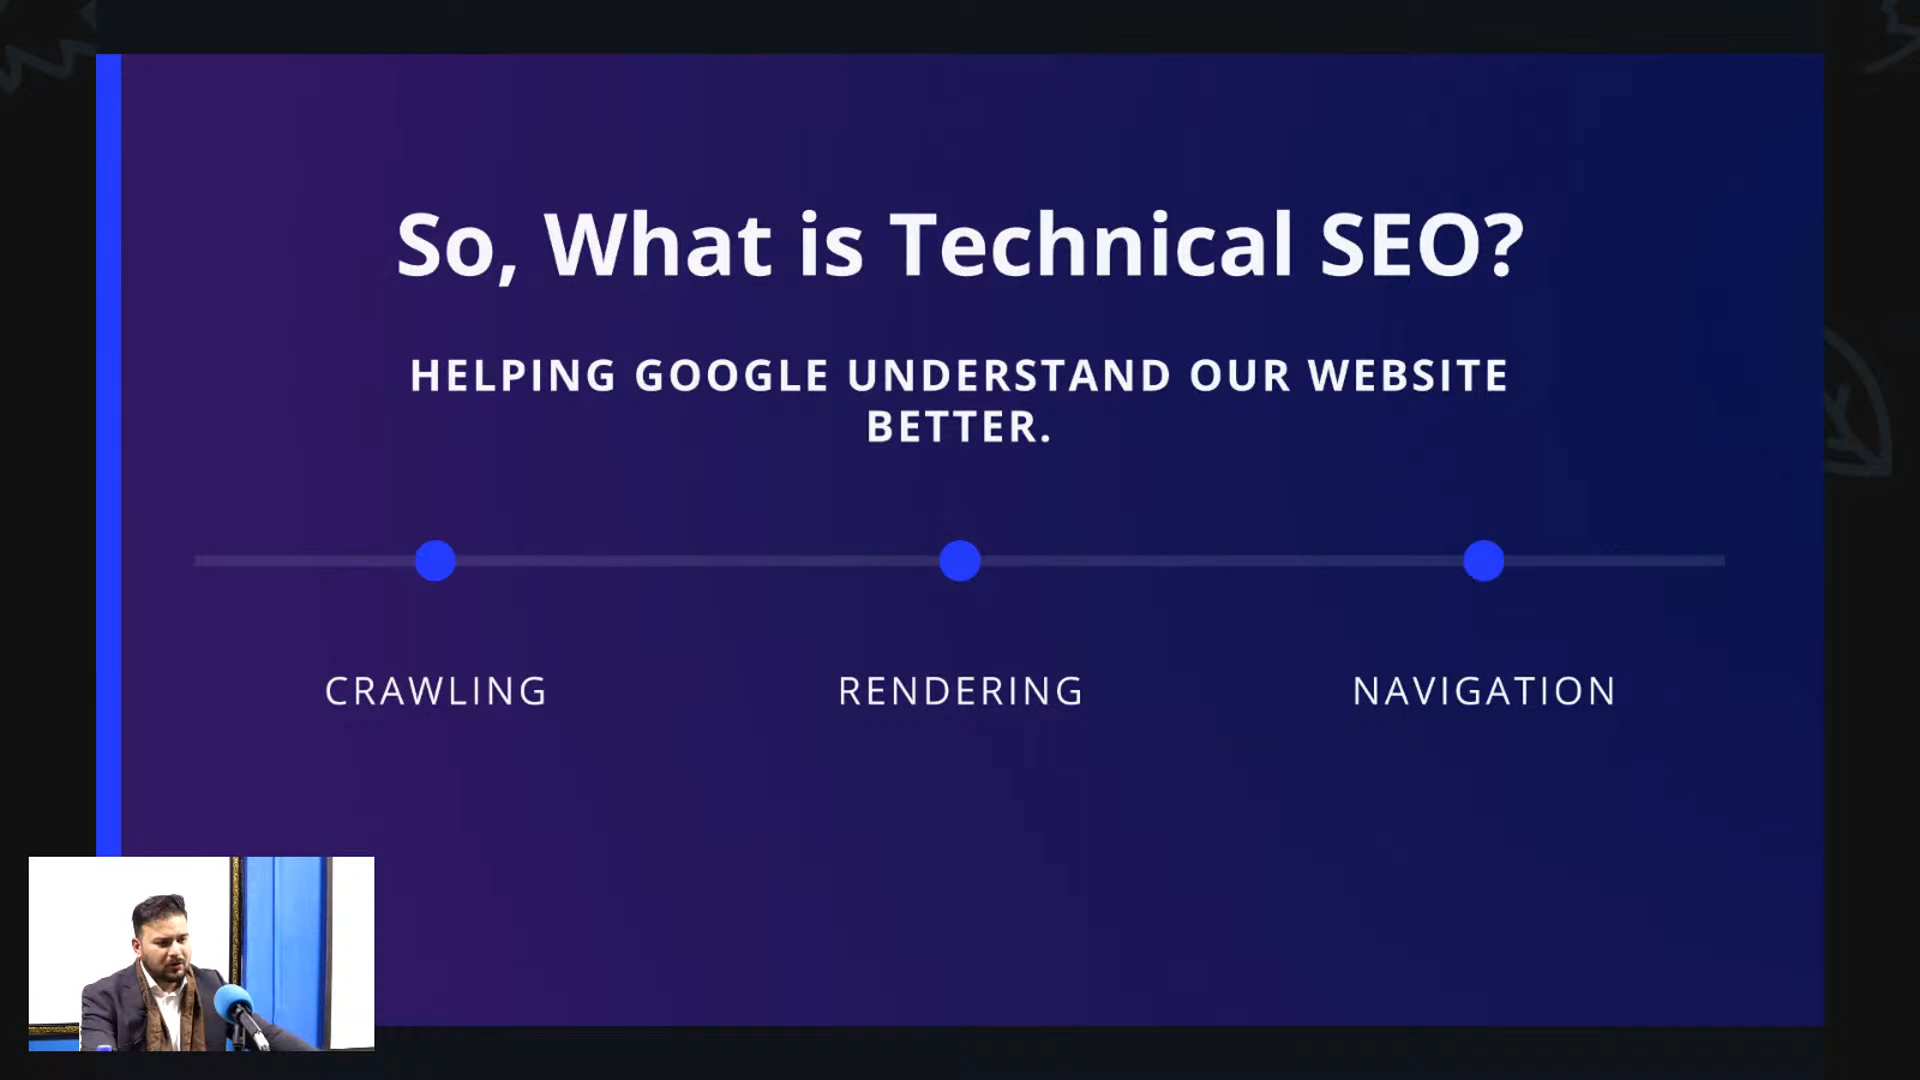 So, What is Technical SEO?
HELPING GOOGLE UNDERSTAND OUR WEBSITE
BETTER.
CRAWLING
RENDERING
NAVIGATION